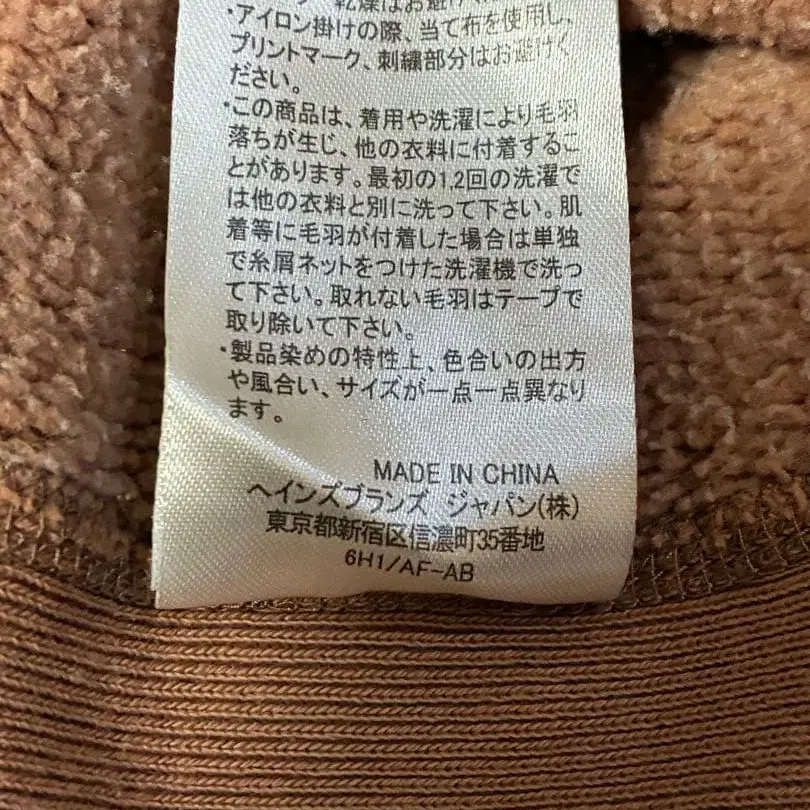 乾燥はお避け
・アイロン掛けの際、当て布を使用し、
プリントマーク、刺繍部分はお避けく
ださい。
・この商品は、着用や洗濯により毛羽
落ちが生じ、他の衣料に付着するこ
とがあります。最初の1,2回の洗濯で
は他の衣料と別に洗って下さい。肌
着等に毛羽が付着した場合は単独
で糸屑ネットをつけた洗濯機で洗っ
て下さい。取れない毛羽はテープで
取り除いて下さい。
・製品染めの特性上、色合いの出方
や風合い、サイズが一点一点異なり
ます。
MADE IN CHINA
ヘインズブランズ ジャパン(株)
東京都新宿区信濃町35番地
6H1/AF-AB